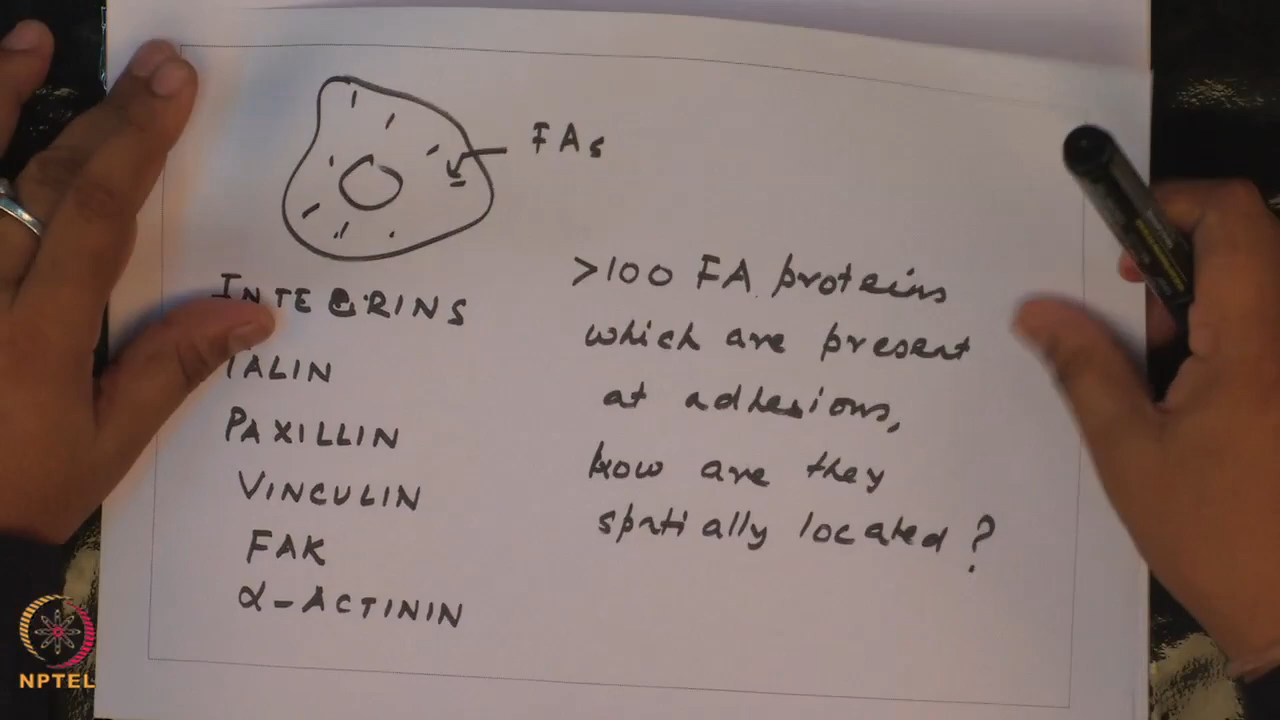 FAs
INTEGRINS
TALIN
PAXILLIN
VINCULIN
FAK
α-ACTININ
>100 FA proteins
which are present
at adhesions,
how are they
spatially located?
NPTEL